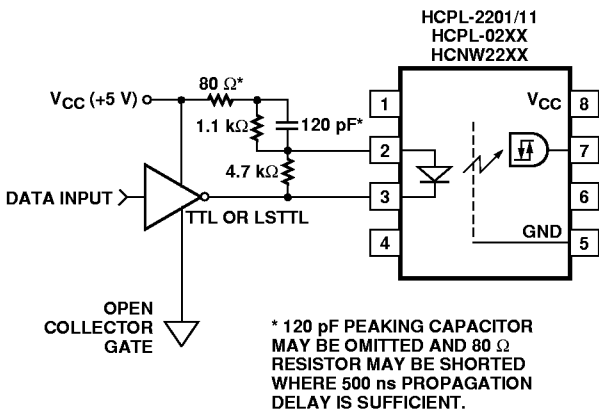 HCPL-2201/11
HCPL-02XX
HCNW22XX
80 Ω*
VCC (+5 V)
1.1 kΩ
120 pF*
4.7 kΩ
DATA INPUT
TTL OR LSTTL
1
2
3
4
VCC
8
7
6
GND
5
OPEN
COLLECTOR
GATE
* 120 pF PEAKING CAPACITOR
MAY BE OMITTED AND 80 Ω
RESISTOR MAY BE SHORTED
WHERE 500 ns PROPAGATION
DELAY IS SUFFICIENT.